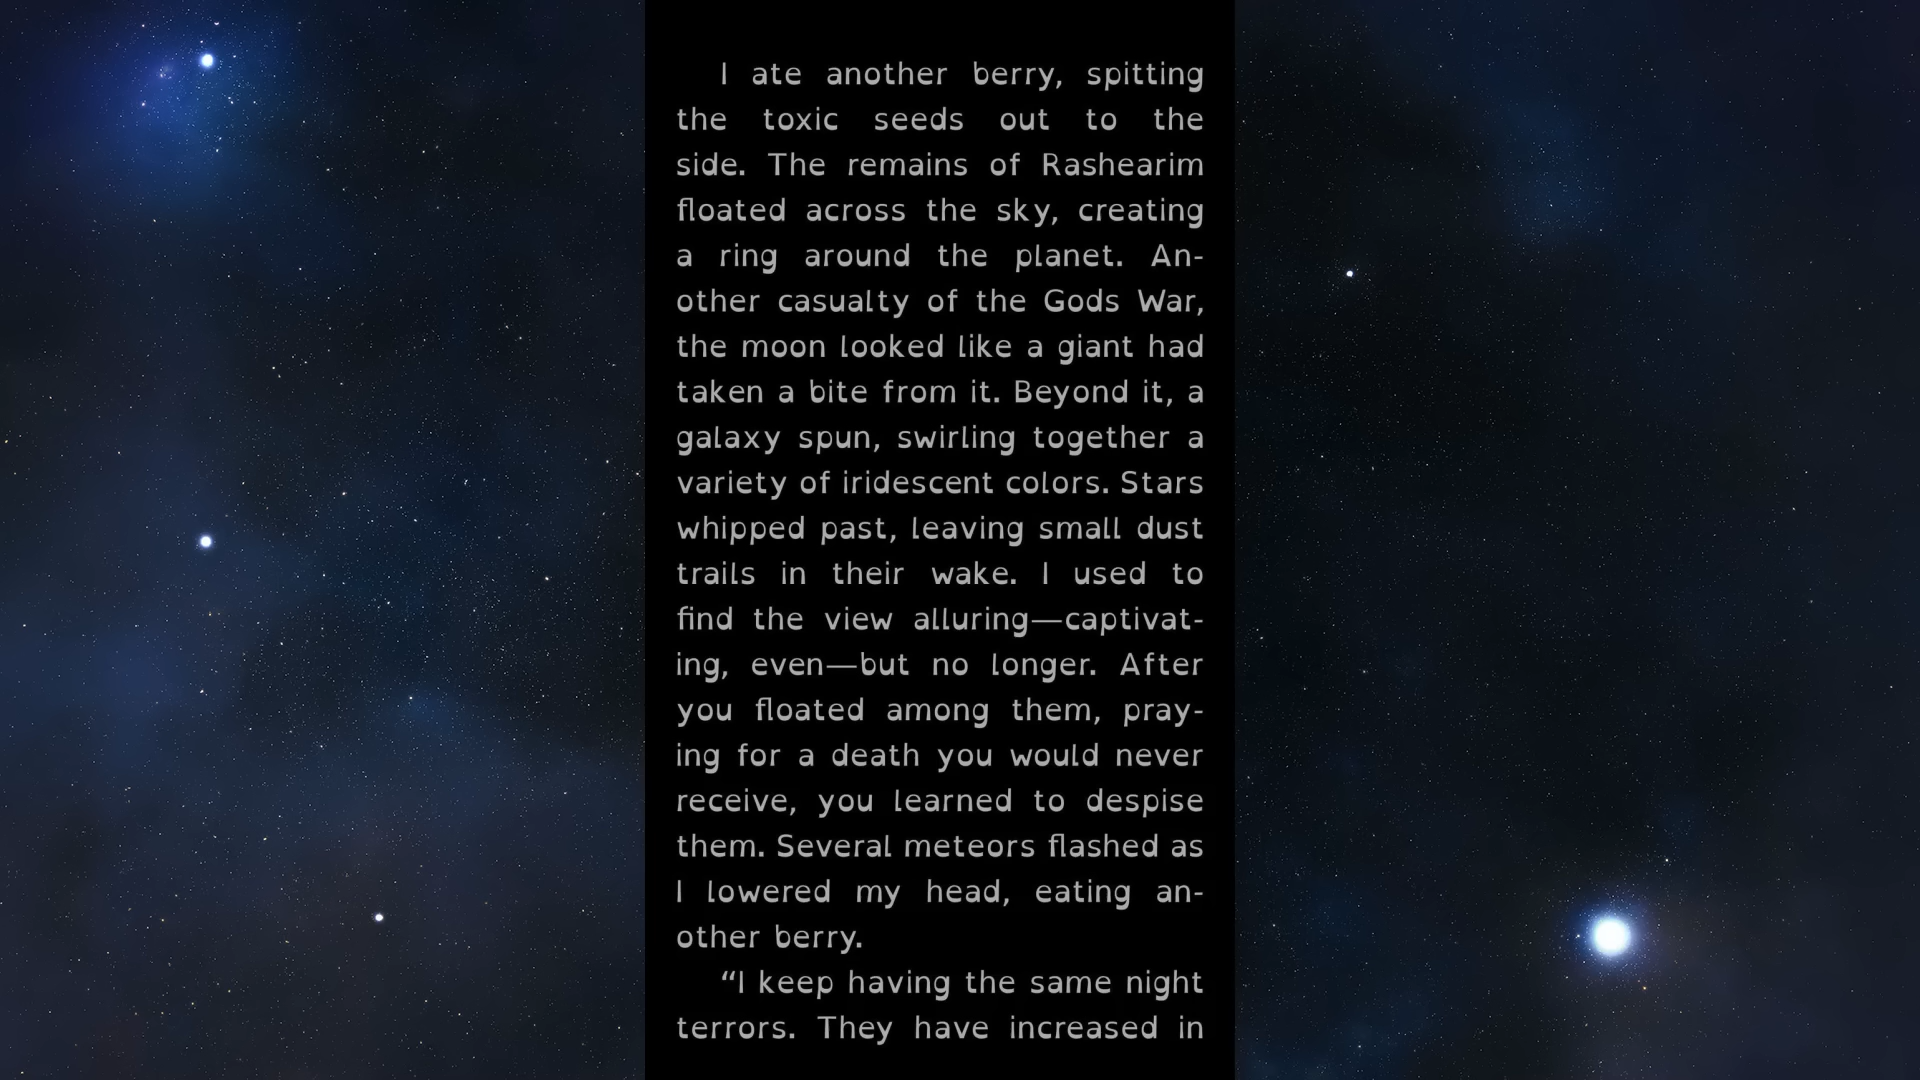 I ate another berry, spitting
the toxic seeds out to the
side. The remains of Rashearim
floated across the sky, creating
a ring around the planet. An-
other casualty of the Gods War,
the moon looked like a giant had
taken a bite from it. Beyond it, a
galaxy spun, swirling together a
variety of iridescent colors. Stars
whipped past, leaving small dust
trails in their wake. I used to
find the view alluring—captivat-
ing, even—but no longer. After
you floated among them, pray-
ing for a death you would never
receive, you learned to despise
them. Several meteors flashed as
I lowered my head, eating an-
other berry.
“I keep having the same night
terrors. They have increased in